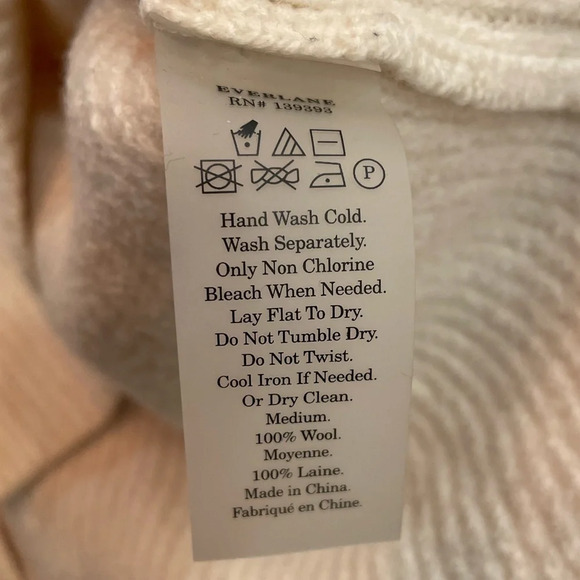 EVERLANE
RN# 139393
P
Hand Wash Cold.
Wash Separately.
Only Non Chlorine
Bleach When Needed.
Lay Flat To Dry.
Do Not Tumble Dry.
Do Not Twist.
Cool Iron If Needed.
Or Dry Clean.
Medium.
100% Wool.
Moyenne.
100% Laine.
Made in China.
Fabriqué en Chine.